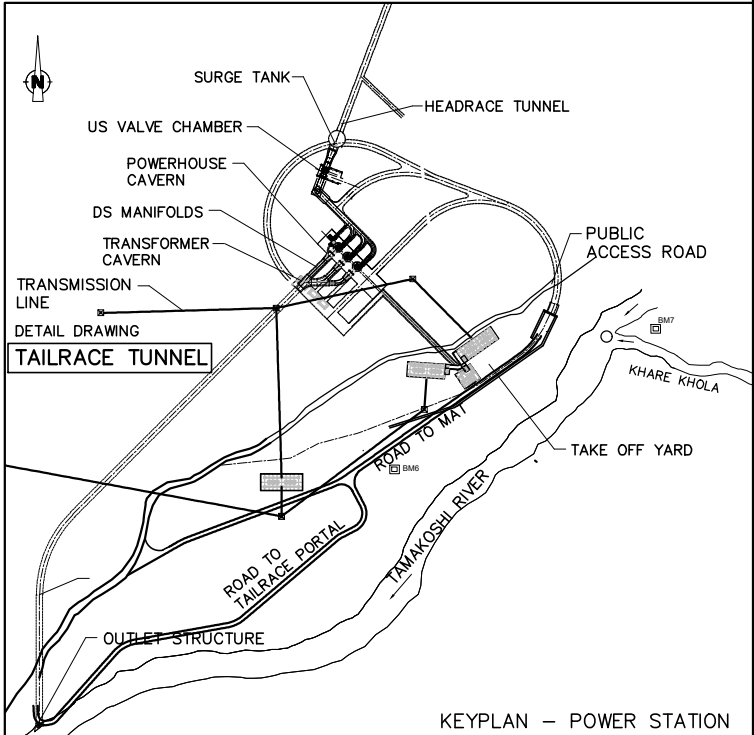 N
SURGE TANK
HEADRACE TUNNEL
US VALVE CHAMBER
POWERHOUSE
CAVERN
DS MANIFOLDS
TRANSFORMER
CAVERN
PUBLIC
ACCESS ROAD
TRANSMISSION
LINE
DETAIL DRAWING
TAILRACE TUNNEL
BM7
KHARE KHOLA
ROAD TO MAT
TAKE OFF YARD
BM6
TAMAKOSHI RIVER
ROAD TO
TAILRACE PORTAL
OUTLET STRUCTURE
KEYPLAN – POWER STATION